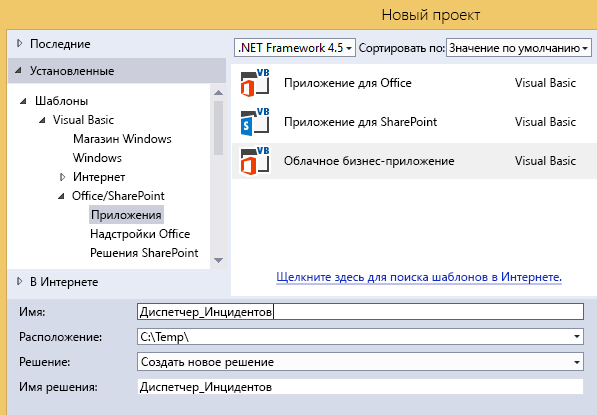 Новый проект
Последние
Установленные
Шаблоны
Visual Basic
Магазин Windows
Windows
Интернет
Office/SharePoint
Приложения
Надстройки Office
Решения SharePoint
В Интернете
.NET Framework 4.5 Сортировать по: Значение по умолчанию
VB Приложение для Office Visual Basic
VB Приложение для SharePoint Visual Basic
VB Облачное бизнес-приложение Visual Basic
Щелкните здесь для поиска шаблонов в Интернете.
Имя: Диспетчер_Инцидентов
Расположение: C:\Temp\
Решение: Создать новое решение
Имя решения: Диспетчер_Инцидентов